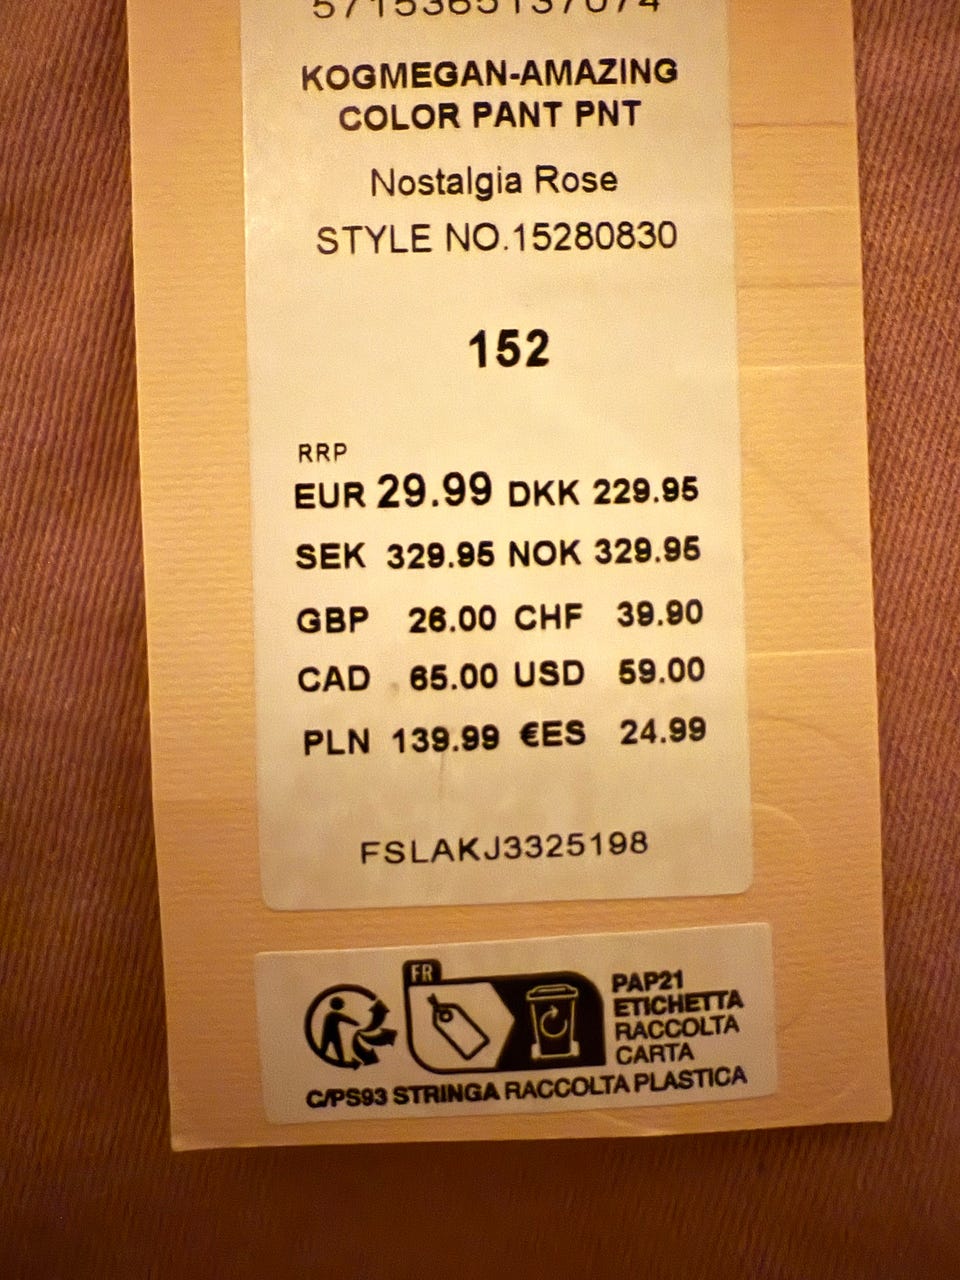 5715365137074
KOGMEGAN-AMAZING
COLOR PANT PNT
Nostalgia Rose
STYLE NO.15280830
152
RRP
EUR 29.99 DKK 229.95
SEK 329.95 NOK 329.95
GBP 26.00 CHF 39.90
CAD 65.00 USD 59.00
PLN 139.99 €ES 24.99
FSLAKJ3325198
FR
PAP21
ETICHETTA
RACCOLTA
CARTA
C/PS93 STRINGA RACCOLTA PLASTICA